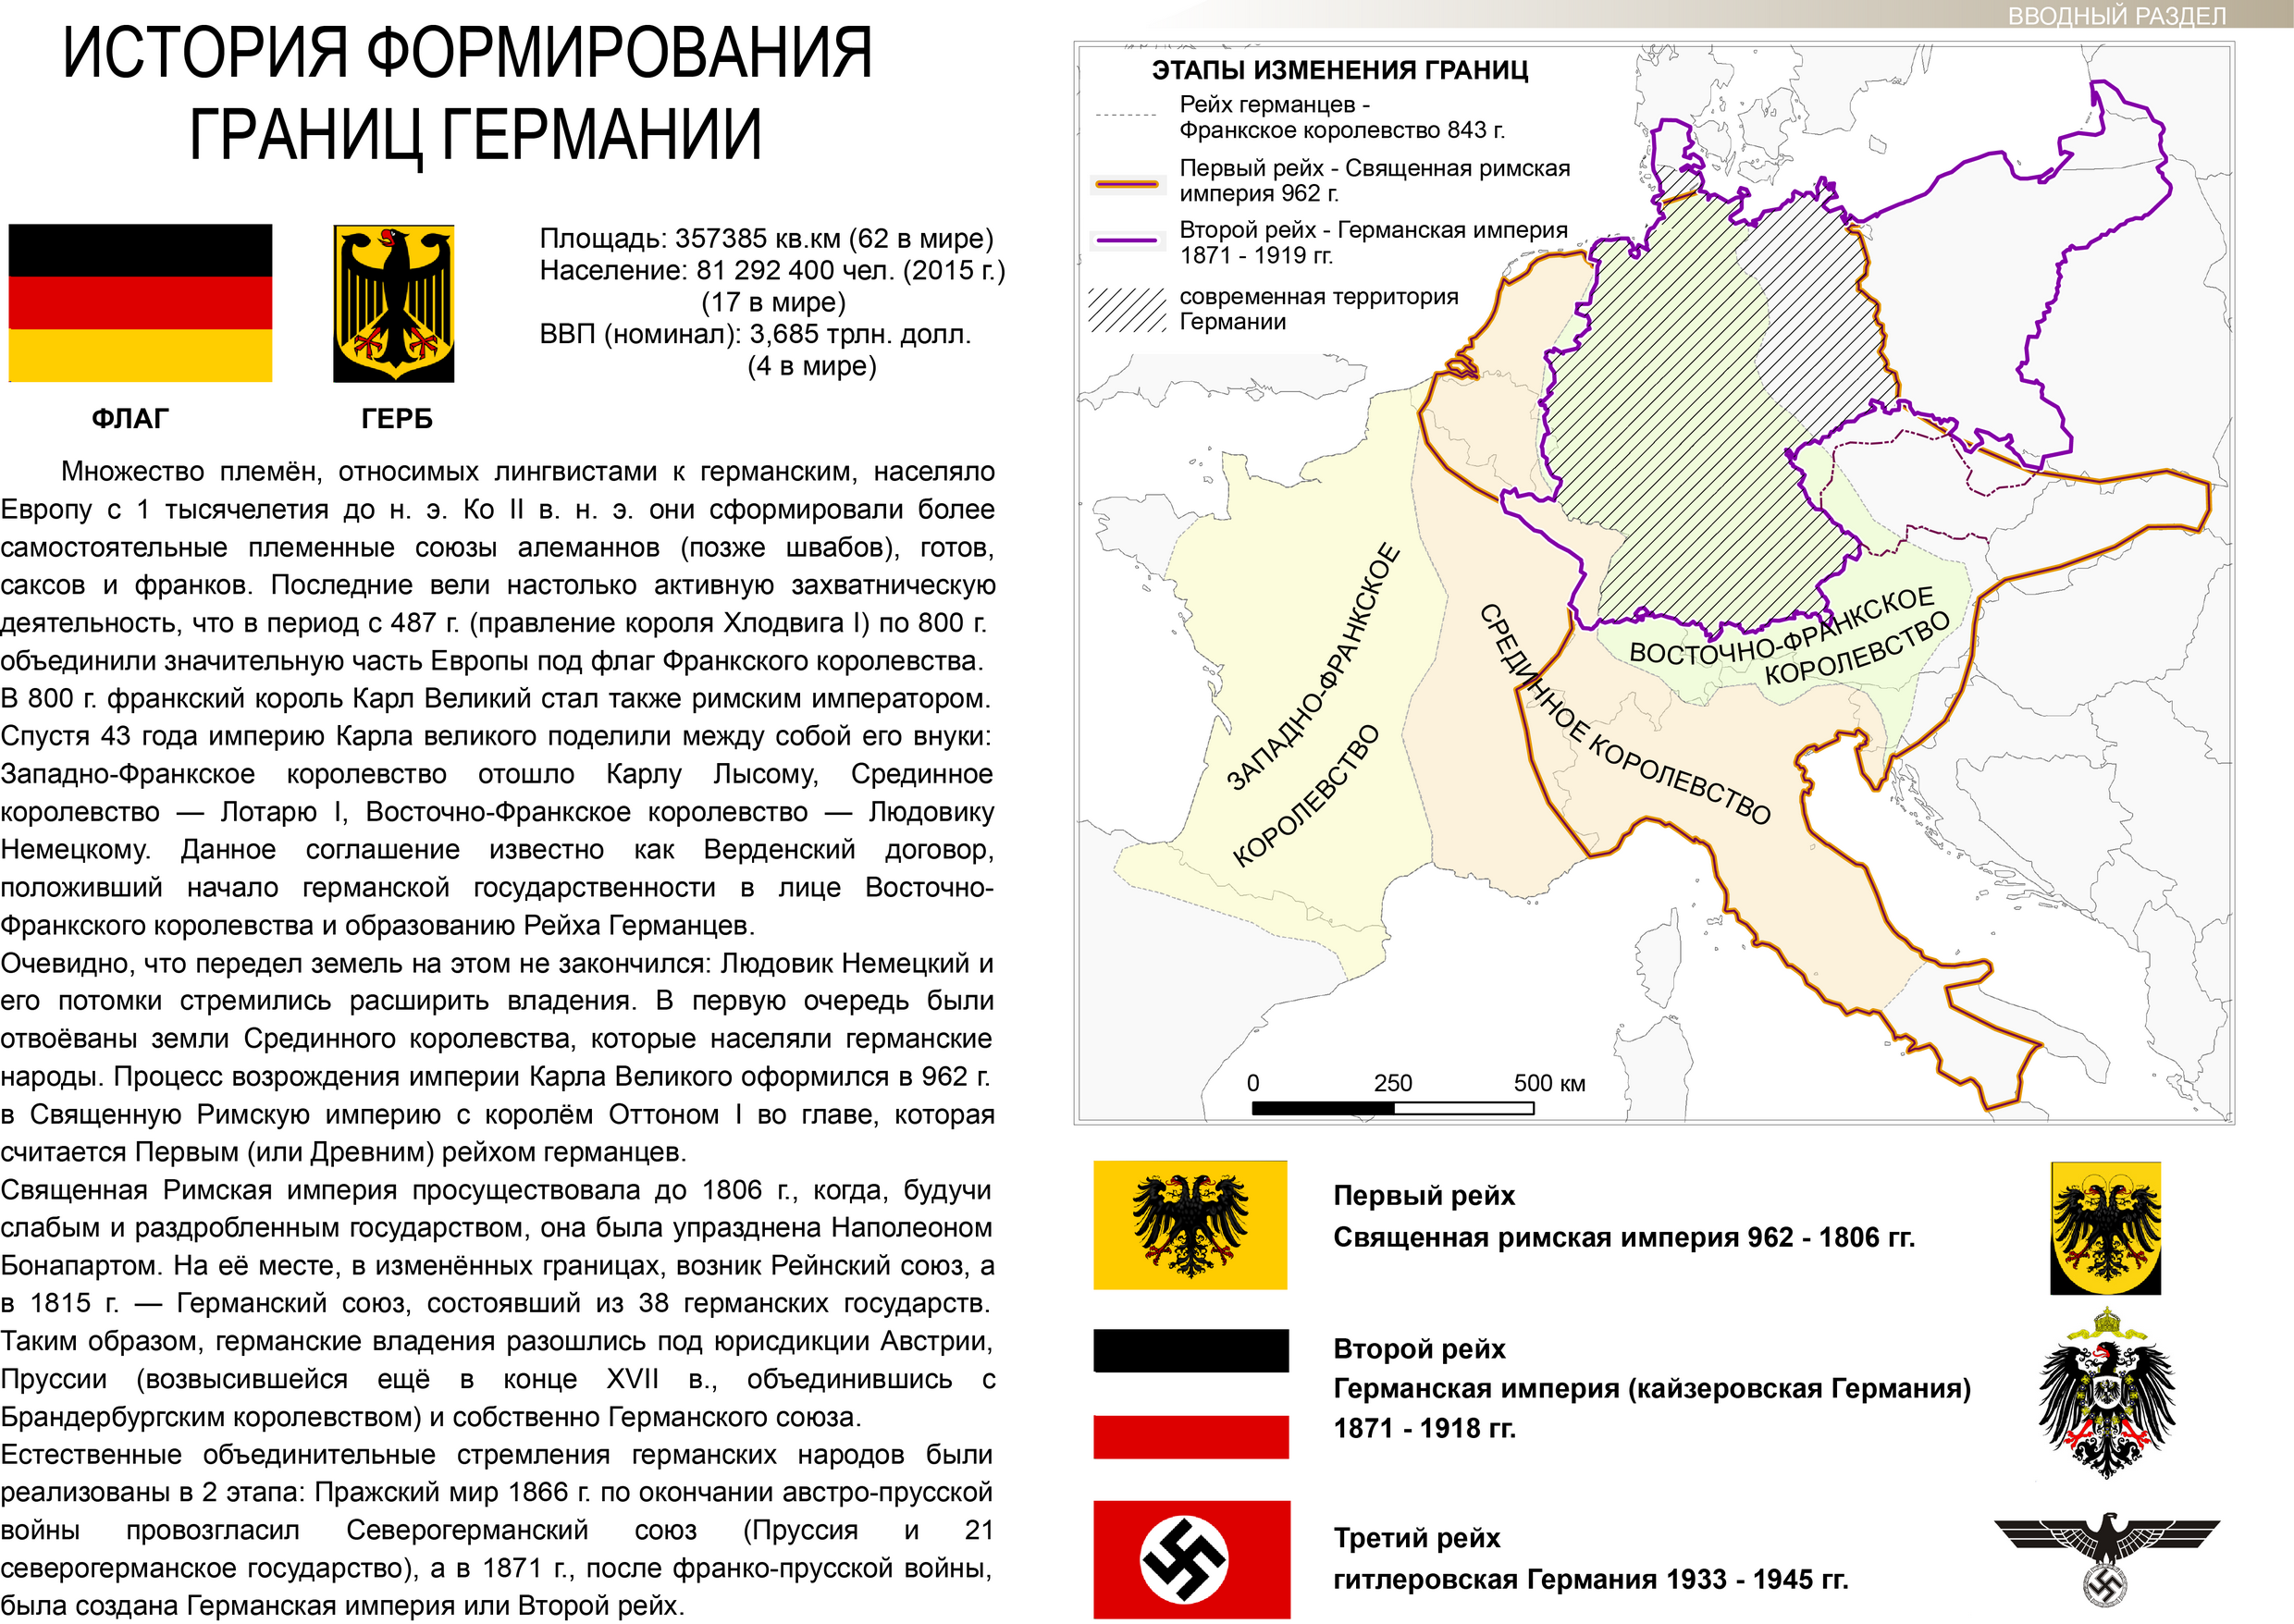 ВВОДНЫЙ РАЗДЕЛ
ИСТОРИЯ ФОРМИРОВАНИЯ
ГРАНИЦ ГЕРМАНИИ
ФЛАГ
ГЕРБ
Площадь: 357385 кв.км (62 в мире)
Население: 81 292 400 чел. (2015 г.)
(17 в мире)
ВВП (номинал): 3,685 трлн. долл.
(4 в мире)
Множество племён, относимых лингвистами к германским, населяло
Европу с 1 тысячелетия до н. э. Ко II в. н. э. они сформировали более
самостоятельные племенные союзы алеманнов (позже швабов), готов,
саксов и франков. Последние вели настолько активную захватническую
деятельность, что в период с 487 г. (правление короля Хлодвига I) по 800 г.
объединили значительную часть Европы под флаг Франкского королевства.
В 800 г. франкский король Карл Великий стал также римским императором.
Спустя 43 года империю Карла великого поделили между собой его внуки:
Западно-Франкское королевство отошло Карлу Лысому, Срединное
королевство — Лотарю I, Восточно-Франкское королевство — Людовику
Немецкому. Данное соглашение известно как Верденский договор,
положивший начало германской государственности в лице Восточно-
Франкского королевства и образованию Рейха Германцев.
Очевидно, что передел земель на этом не закончился: Людовик Немецкий и
его потомки стремились расширить владения. В первую очередь были
отвоёваны земли Срединного королевства, которые населяли германские
народы. Процесс возрождения империи Карла Великого оформился в 962 г.
в Священную Римскую империю с королём Оттоном I во главе, которая
считается Первым (или Древним) рейхом германцев.
Священная Римская империя просуществовала до 1806 г., когда, будучи
слабым и раздробленным государством, она была упразднена Наполеоном
Бонапартом. На её месте, в изменённых границах, возник Рейнский союз, а
в 1815 г. — Германский союз, состоявший из 38 германских государств.
Таким образом, германские владения разошлись под юрисдикции Австрии,
Пруссии (возвысившейся ещё в конце XVII в., объединившись с
Брандербургским королевством) и собственно Германского союза.
Естественные объединительные стремления германских народов были
реализованы в 2 этапа: Пражский мир 1866 г. по окончании австро-прусской
войны провозгласил Северогерманский союз (Пруссия и 21
северогерманское государство), а в 1871 г., после франко-прусской войны,
была создана Германская империя или Второй рейх.
ЭТАПЫ ИЗМЕНЕНИЯ ГРАНИЦ
Рейх германцев -
Франкское королевство 843 г.
Первый рейх - Священная римская
империя 962 г.
Второй рейх - Германская империя
1871 - 1919 гг.
современная территория
Германии
ЗАПАДНО-ФРАНКСКОЕ
КОРОЛЕВСТВО
СРЕДИННОЕ КОРОЛЕВСТВО
ВОСТОЧНО-ФРАНКСКОЕ
КОРОЛЕВСТВО
0 250 500 км
Первый рейх
Священная римская империя 962 - 1806 гг.
Второй рейх
Германская империя (кайзеровская Германия)
1871 - 1918 гг.
Третий рейх
гитлеровская Германия 1933 - 1945 гг.